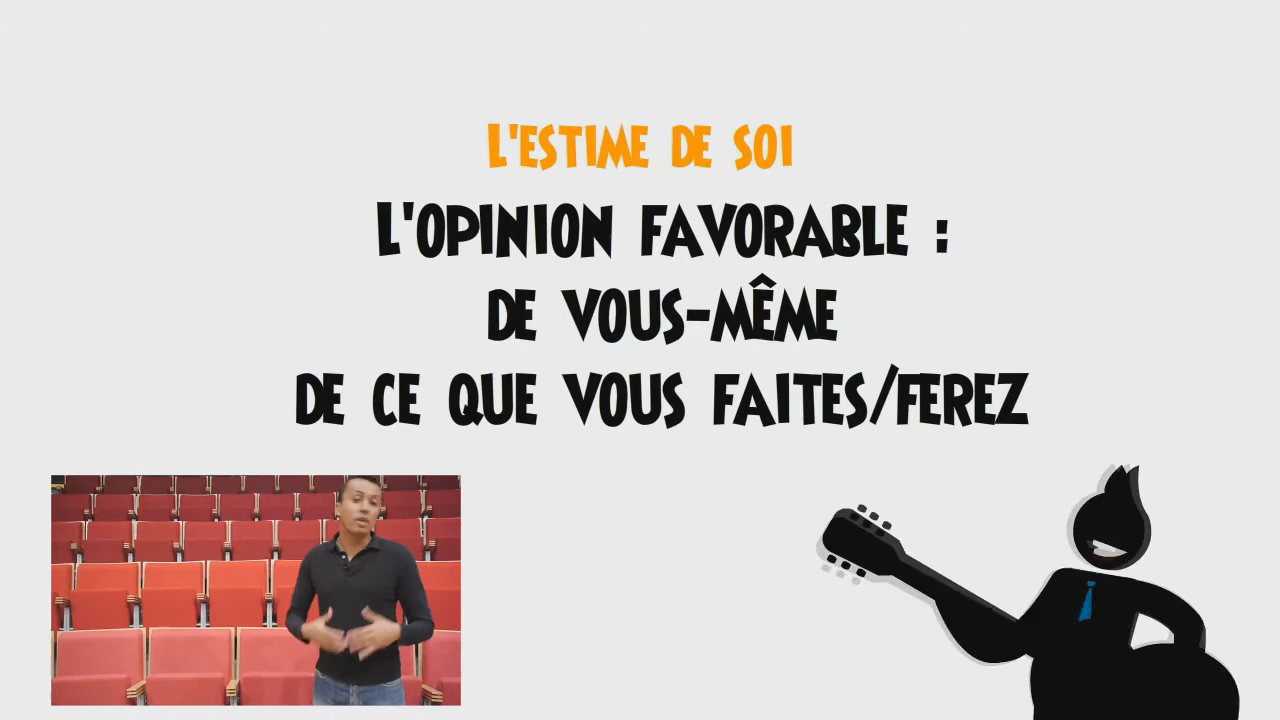 L'ESTIME DE SOI
L'OPINION FAVORABLE :
DE VOUS-MÊME
DE CE QUE VOUS FAITES/FEREZ